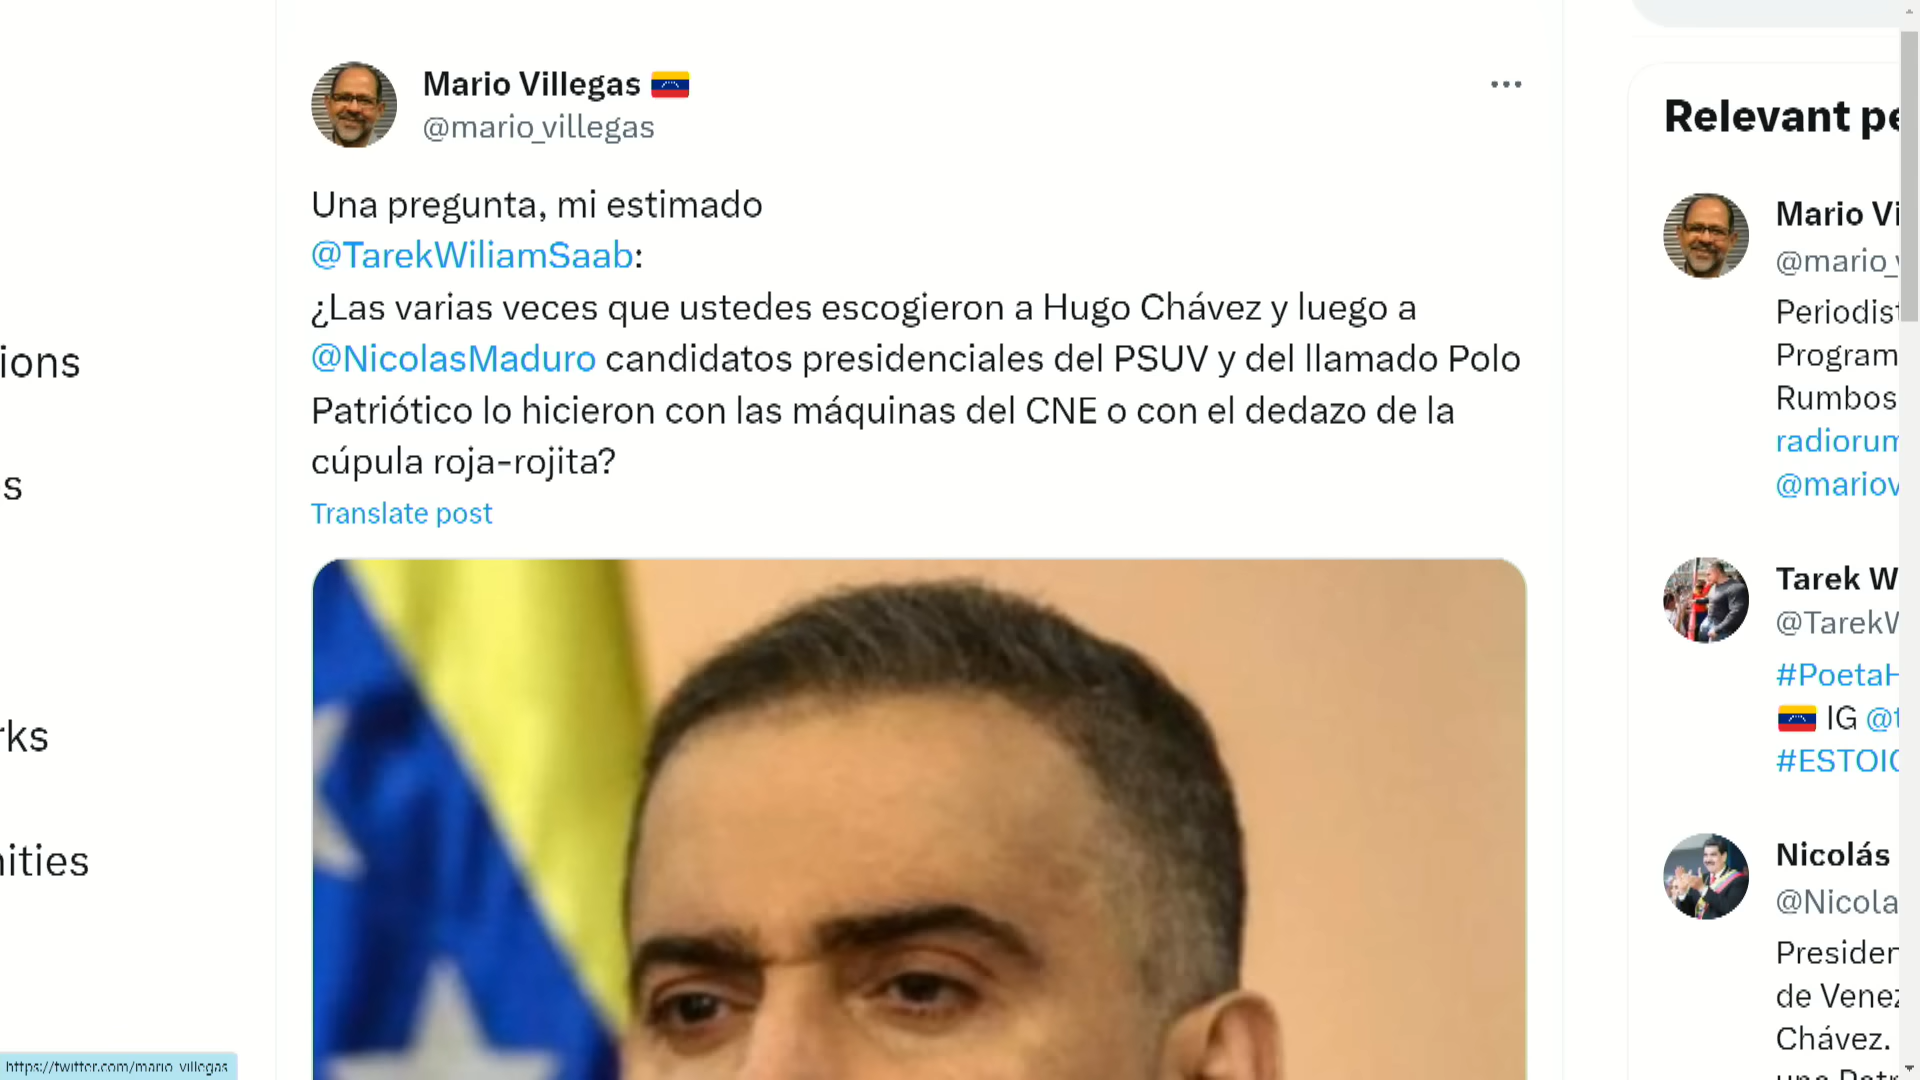 Mario Villegas
@mario_villegas
Una pregunta, mi estimado
@TarekWiliamSaab:
¿Las varias veces que ustedes escogieron a Hugo Chávez y luego a
@NicolasMaduro candidatos presidenciales del PSUV y del llamado Polo
Patriótico lo hicieron con las máquinas del CNE o con el dedazo de la
cúpula roja-rojita?
Translate post
ions
s
rks
ities
https://twitter.com/mario_villegas
Relevant pe
Mario Vi
@mario_
Periodist
Program
Rumbos
radiorum
@mariov
Tarek W
@TarekW
#PoetaH
IG @t
#ESTOIC
Nicolás
@Nicola
Presiden
de Venez
Chávez.